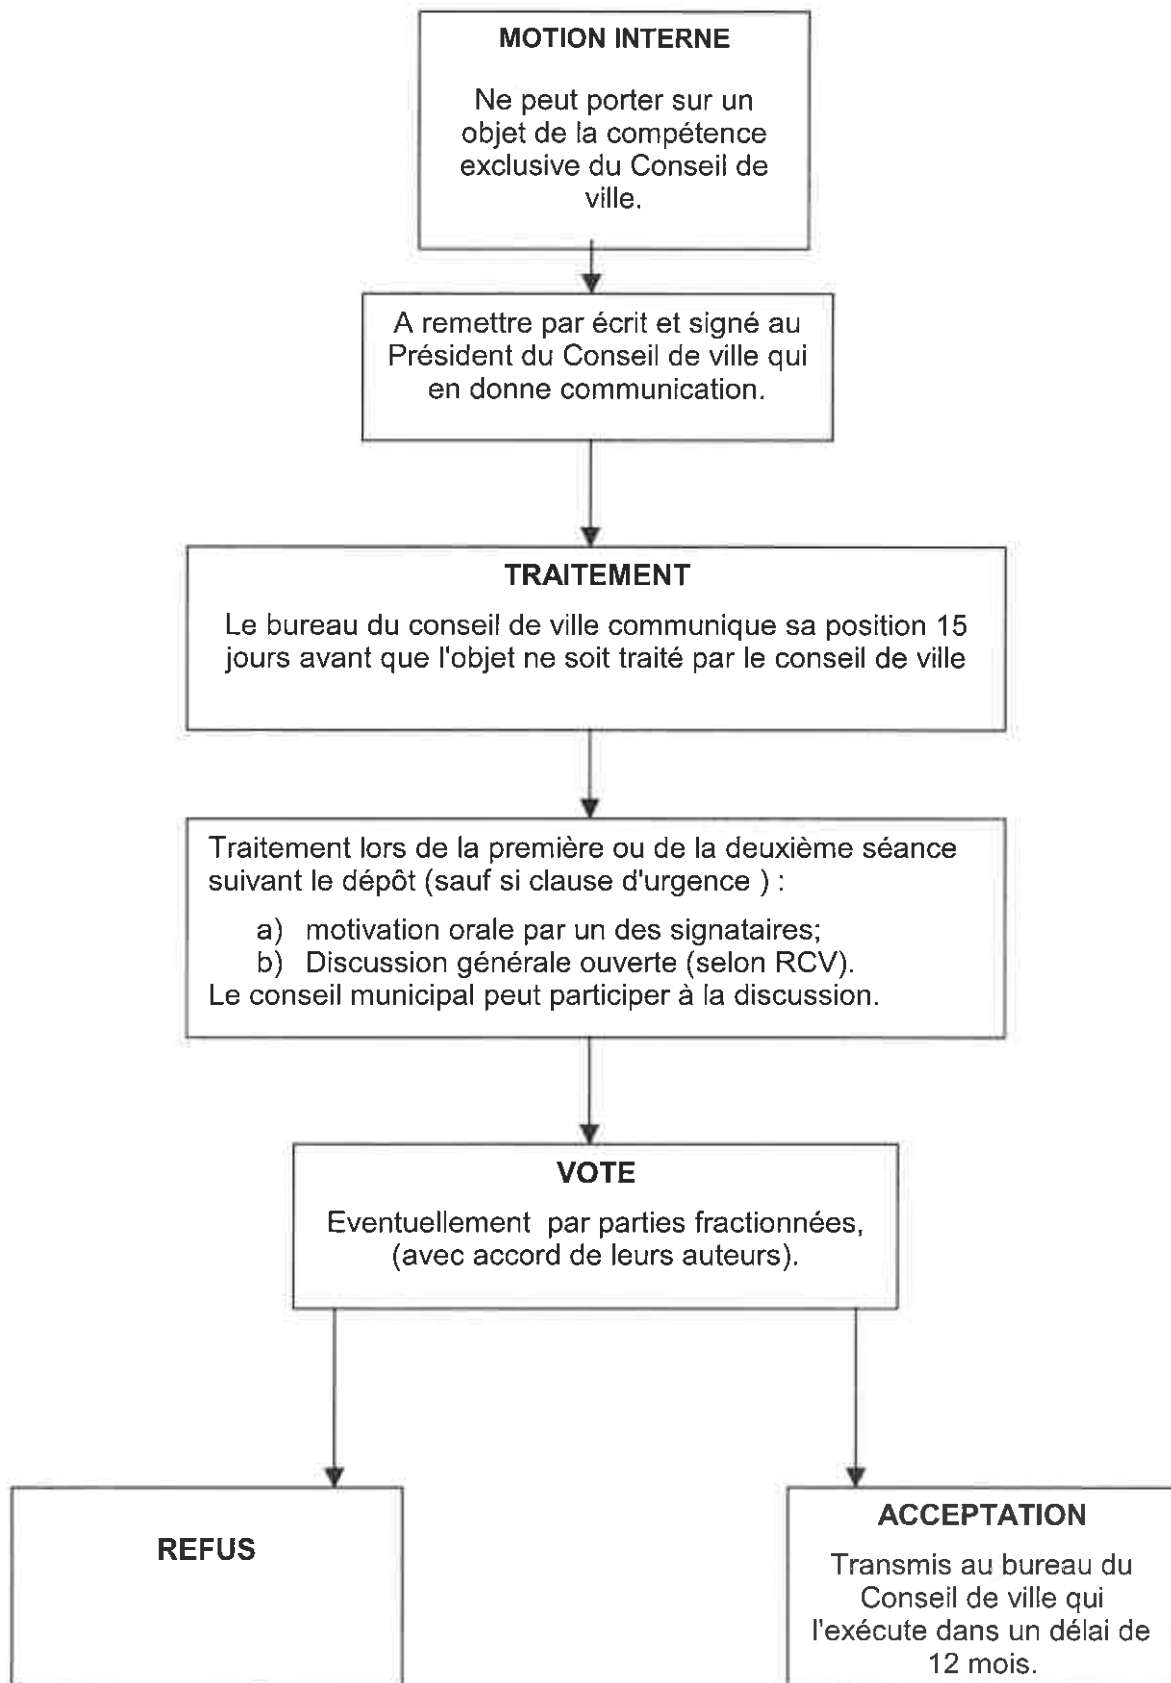 MOTION INTERNE
Ne peut porter sur un
objet de la compétence
exclusive du Conseil de
ville.
A remettre par écrit et signé au
Président du Conseil de ville qui
en donne communication.
TRAITEMENT
Le bureau du conseil de ville communique sa position 15
jours avant que l'objet ne soit traité par le conseil de ville
Traitement lors de la première ou de la deuxième séance
suivant le dépôt (sauf si clause d'urgence ) :
a) motivation orale par un des signataires;
b) Discussion générale ouverte (selon RCV).
Le conseil municipal peut participer à la discussion.
VOTE
Eventuellement par parties fractionnées,
(avec accord de leurs auteurs).
REFUS
ACCEPTATION
Transmis au bureau du
Conseil de ville qui
l'exécute dans un délai de
12 mois.